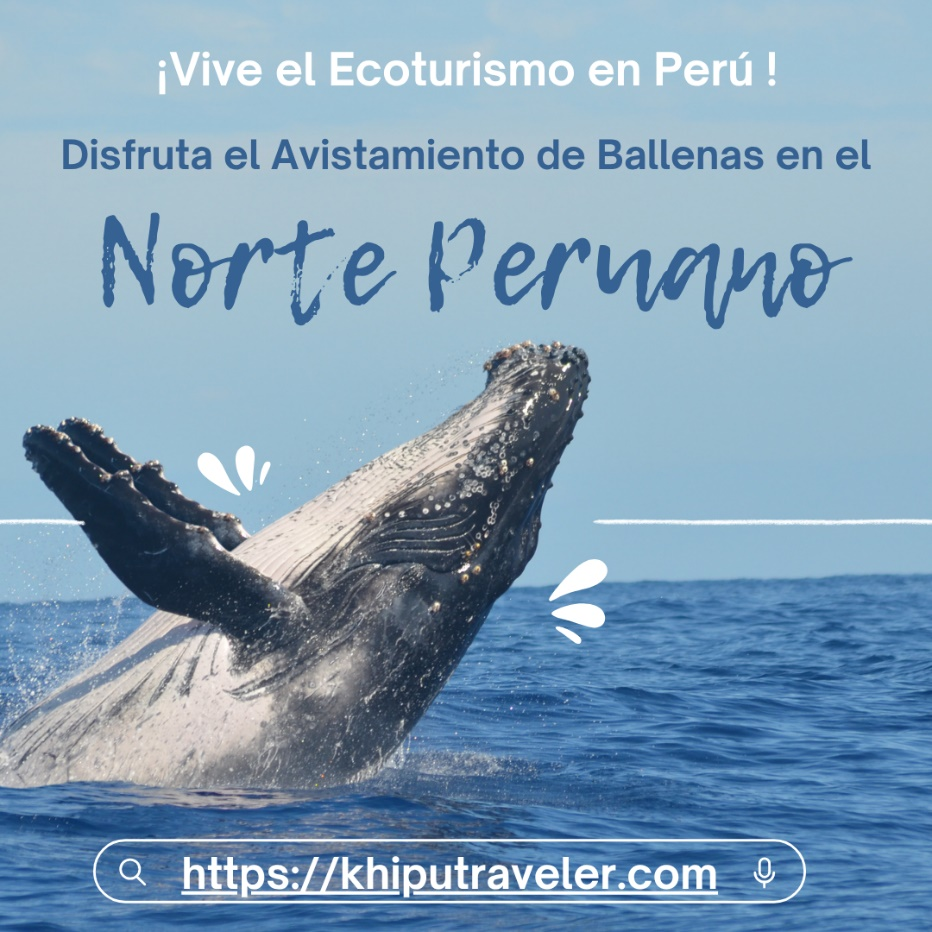 ¡Vive el Ecoturismo en Perú !
Disfruta el Avistamiento de Ballenas en el
Norte Peruano
https://khiputraveler.com